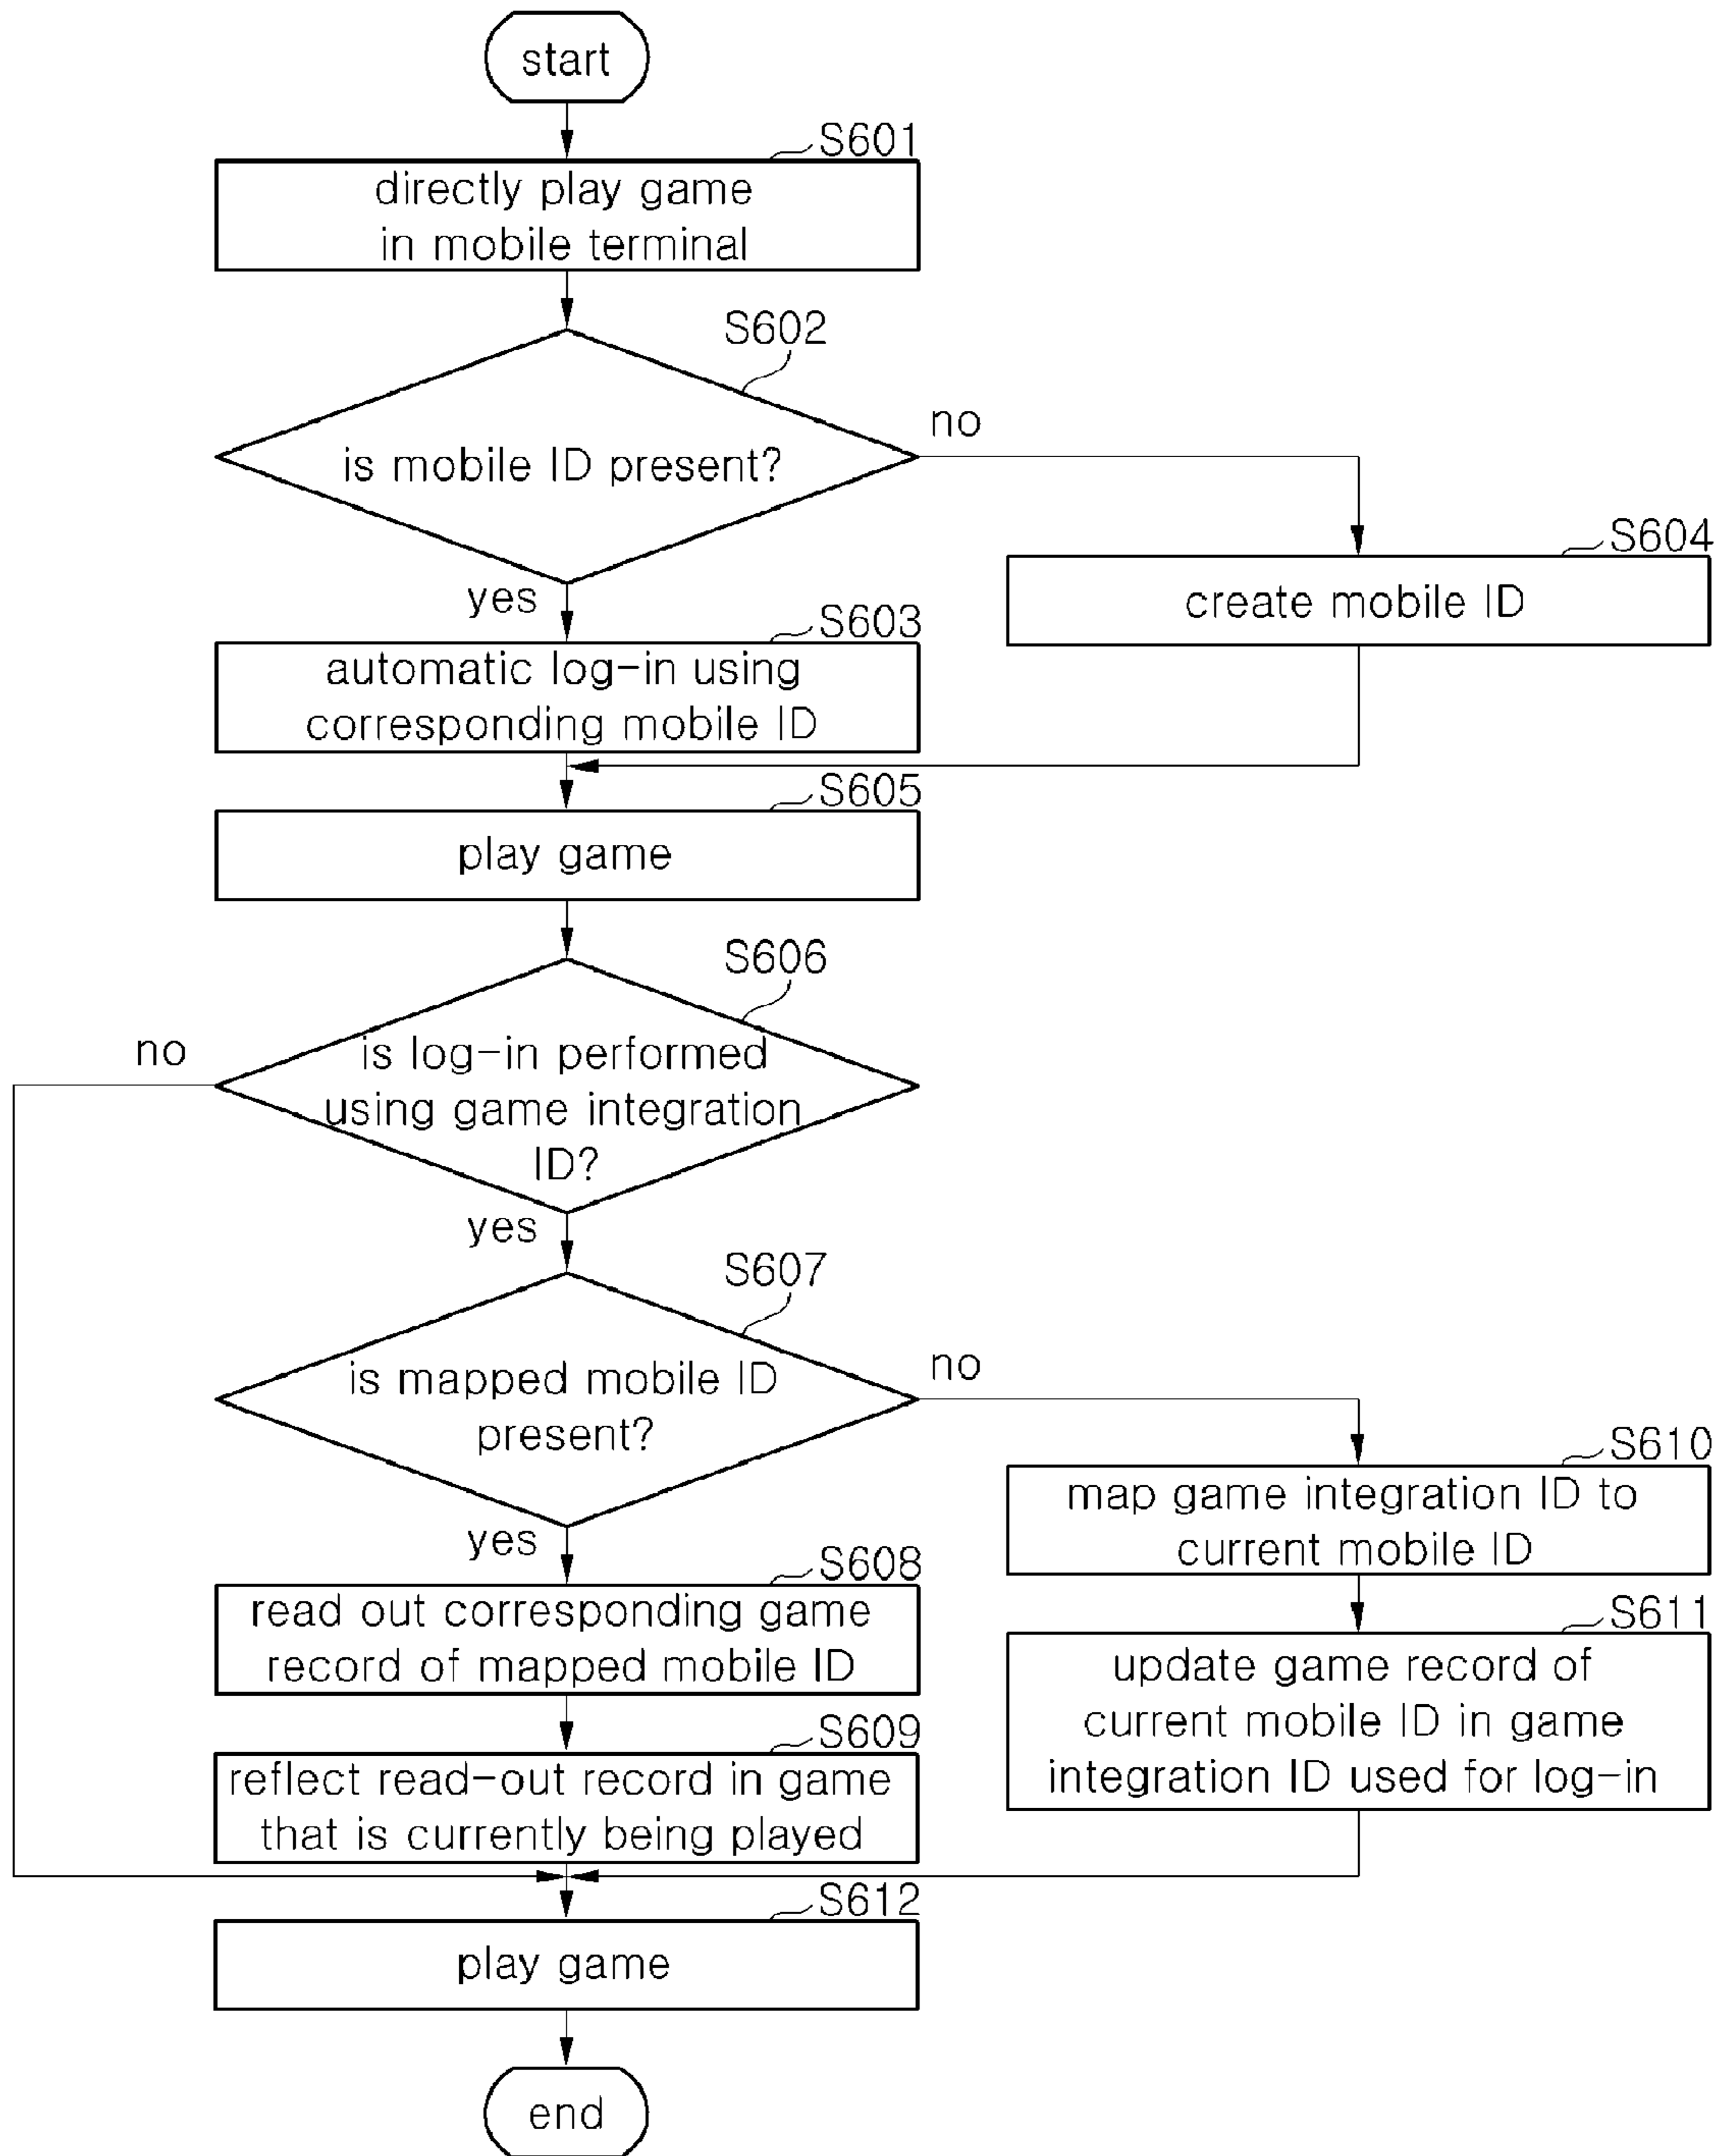 start
S601
directly play game
in mobile terminal
S602
is mobile ID present?
no
yes
S604
create mobile ID
S603
automatic log-in using
corresponding mobile ID
S605
play game
S606
is log-in performed
using game integration
ID?
no
yes
S607
is mapped mobile ID
present?
no
yes
S610
map game integration ID to
current mobile ID
S608
read out corresponding game
record of mapped mobile ID
S611
update game record of
current mobile ID in game
integration ID used for log-in
S609
reflect read-out record in game
that is currently being played
S612
play game
end